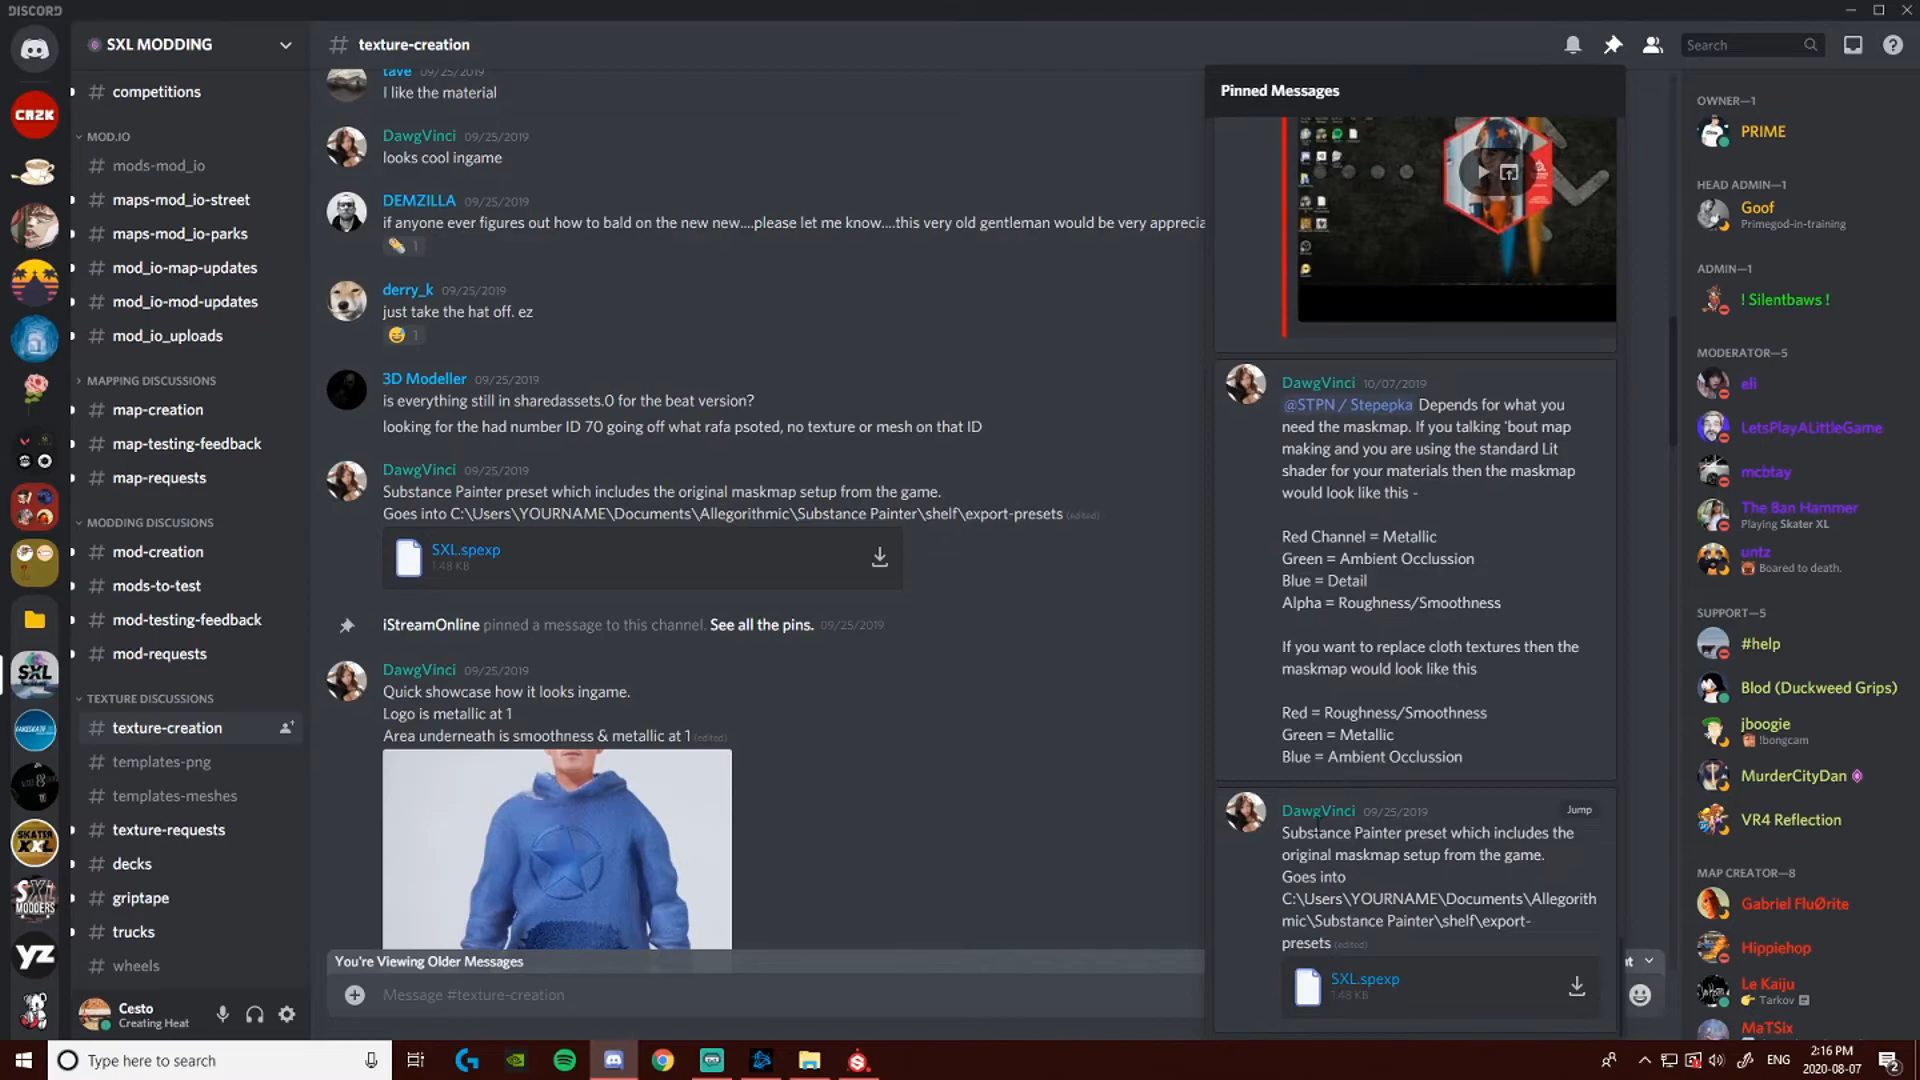 DISCORD
SXL MODDING
competitions
MOD.IO
mods-mod_io
maps-mod_io-street
maps-mod_io-parks
mod_io-map-updates
mod_io-mod-updates
mod_io_uploads
MAPPING DISCUSSIONS
map-creation
map-testing-feedback
map-requests
MODDING DISCUSIONS
mod-creation
mods-to-test
mod-testing-feedback
mod-requests
TEXTURE DISCUSSIONS
texture-creation
templates-png
templates-meshes
texture-requests
decks
griptape
trucks
wheels
Cesto
Creating Heat
CRZK
SXL
SKATER
XXL
SXL
MODDERS
YZ
texture-creation
tave 09/25/2019
I like the material
DawgVinci 09/25/2019
looks cool ingame
DEMZILLA 09/25/2019
if anyone ever figures out how to bald on the new new....please let me know....this very old gentleman would be very apprecia
1
derry_k 09/25/2019
just take the hat off. ez
1
3D Modeller 09/25/2019
is everything still in sharedassets.0 for the beat version?
looking for the had number ID 70 going off what rafa psoted, no texture or mesh on that ID
DawgVinci 09/25/2019
Substance Painter preset which includes the original maskmap setup from the game.
Goes into C:\Users\YOURNAME\Documents\Allegorithmic\Substance Painter\shelf\export-presets (edited)
SXL.spexp
1.48 KB
iStreamOnline pinned a message to this channel. See all the pins. 09/25/2019
DawgVinci 09/25/2019
Quick showcase how it looks ingame.
Logo is metallic at 1
Area underneath is smoothness & metallic at 1 (edited)
You're Viewing Older Messages
Message #texture-creation
Search
Pinned Messages
DawgVinci 10/07/2019
@STPN / Stepepka Depends for what you
need the maskmap. If you talking 'bout map
making and you are using the standard Lit
shader for your materials then the maskmap
would look like this -
Red Channel = Metallic
Green = Ambient Occlussion
Blue = Detail
Alpha = Roughness/Smoothness
If you want to replace cloth textures then the
maskmap would look like this
Red = Roughness/Smoothness
Green = Metallic
Blue = Ambient Occlussion
DawgVinci 09/25/2019 Jump
Substance Painter preset which includes the
original maskmap setup from the game.
Goes into
C:\Users\YOURNAME\Documents\Allegorith
mic\Substance Painter\shelf\export-
presets (edited)
SXL.spexp
1.48 KB
OWNER—1
PRIME
HEAD ADMIN—1
Goof
Primegod-in-training
ADMIN—1
! Silentbaws !
MODERATOR—5
eli
LetsPlayALittleGame
mcbtay
The Ban Hammer
Playing Skater XL
untz
Boared to death.
SUPPORT—5
#help
Blod (Duckweed Grips)
jboogie
!bongcam
MurderCityDan
VR4 Reflection
MAP CREATOR—8
Gabriel FluØrite
Hippiehop
Le Kaiju
Tarkov
MaTSix
Type here to search
ENG
2:16 PM
2020-08-07
2